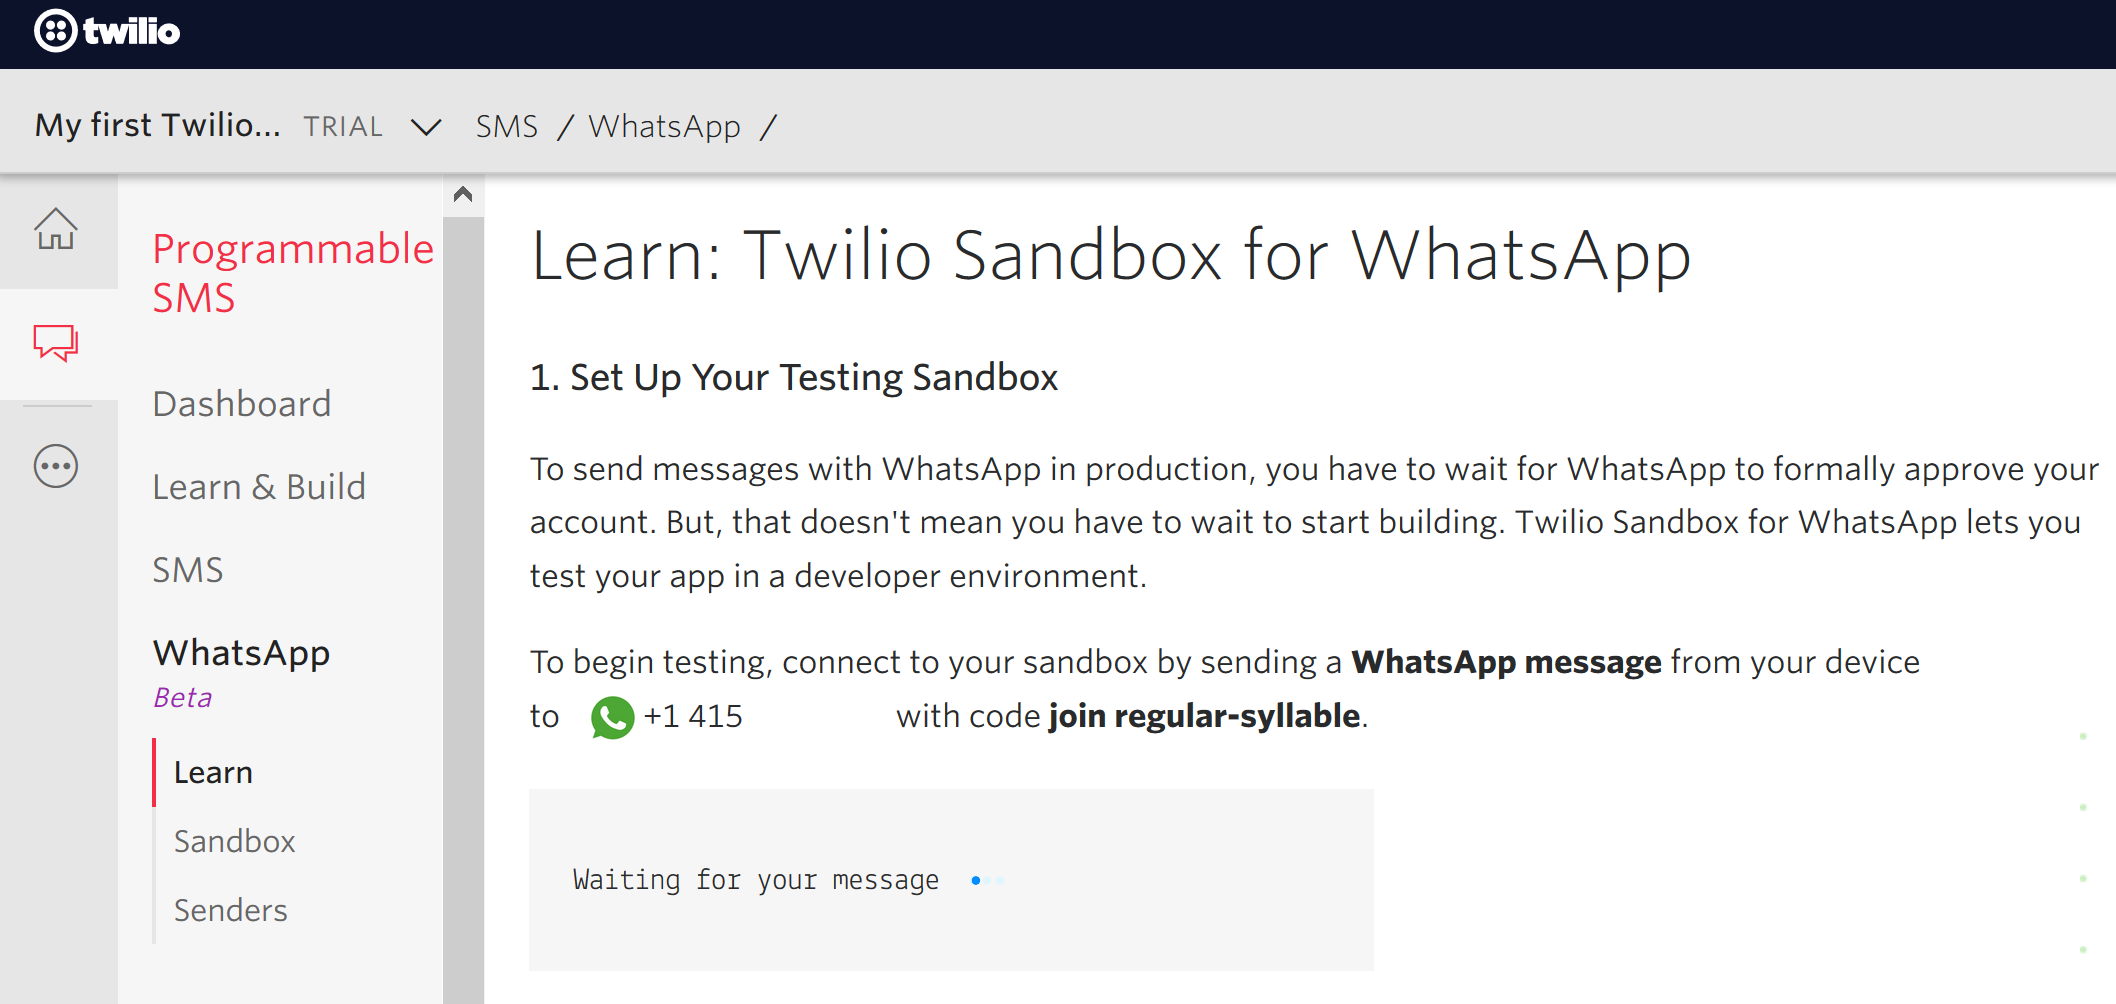 twilio
My first Twilio... TRIAL SMS / WhatsApp /
Programmable
SMS
Dashboard
Learn & Build
SMS
WhatsApp
Beta
Learn
Sandbox
Senders
Learn: Twilio Sandbox for WhatsApp
1. Set Up Your Testing Sandbox
To send messages with WhatsApp in production, you have to wait for WhatsApp to formally approve your
account. But, that doesn't mean you have to wait to start building. Twilio Sandbox for WhatsApp lets you
test your app in a developer environment.
To begin testing, connect to your sandbox by sending a WhatsApp message from your device
to +1 415 with code join regular-syllable.
Waiting for your message